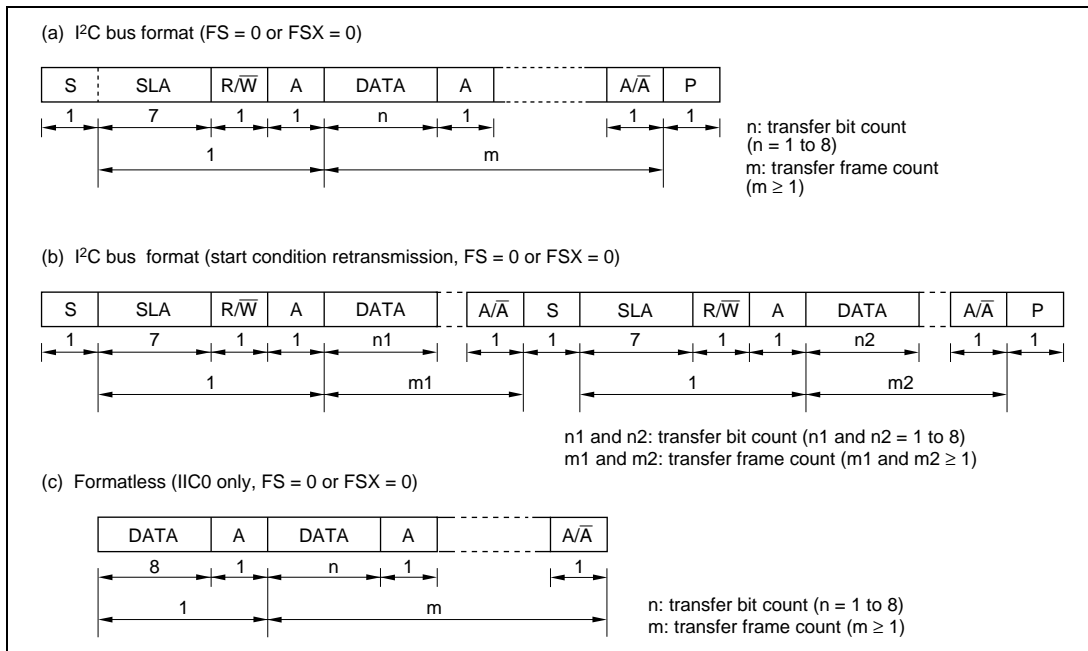 (a) I²C bus format (FS = 0 or FSX = 0)
S SLA R/W̅ A DATA A A/A̅ P
1 7 1 1 n 1 1 1
1 m
n: transfer bit count
(n = 1 to 8)
m: transfer frame count
(m ≥ 1)
(b) I²C bus format (start condition retransmission, FS = 0 or FSX = 0)
S SLA R/W̅ A DATA A/A̅ S SLA R/W̅ A DATA A/A̅ P
1 7 1 1 n1 1 1 7 1 1 n2 1 1
1 m1 1 m2
n1 and n2: transfer bit count (n1 and n2 = 1 to 8)
m1 and m2: transfer frame count (m1 and m2 ≥ 1)
(c) Formatless (IIC0 only, FS = 0 or FSX = 0)
DATA A DATA A A/A̅
8 1 n 1 1
1 m
n: transfer bit count (n = 1 to 8)
m: transfer frame count (m ≥ 1)